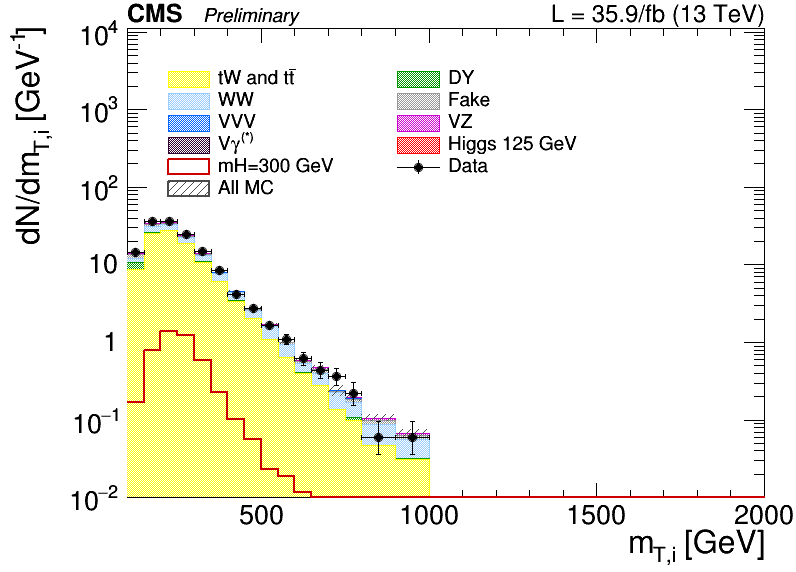 CMS Preliminary L = 35.9/fb (13 TeV)
dN/dm_{T,i} [GeV⁻¹]
10⁴
10³
10²
10
1
10⁻¹
10⁻²
tW and tt̄
WW
VVV
Vγ⁽*⁾
mH=300 GeV
All MC
DY
Fake
VZ
Higgs 125 GeV
Data
500 1000 1500 2000
m_{T,i} [GeV]